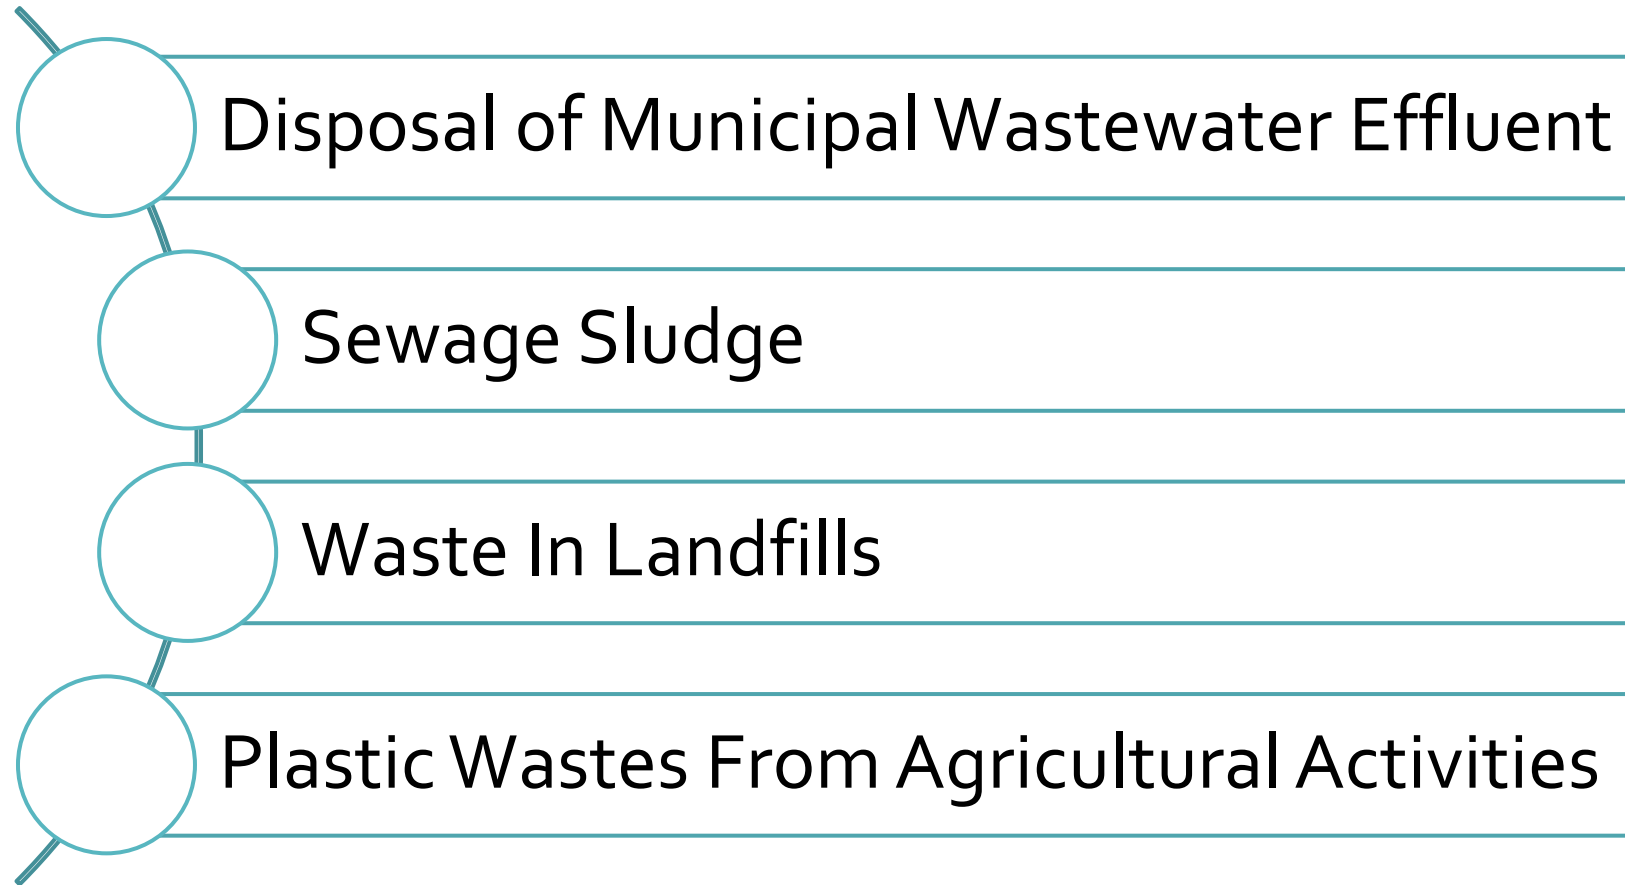 Disposal of Municipal Wastewater Effluent
Sewage Sludge
Waste In Landfills
Plastic Wastes From Agricultural Activities